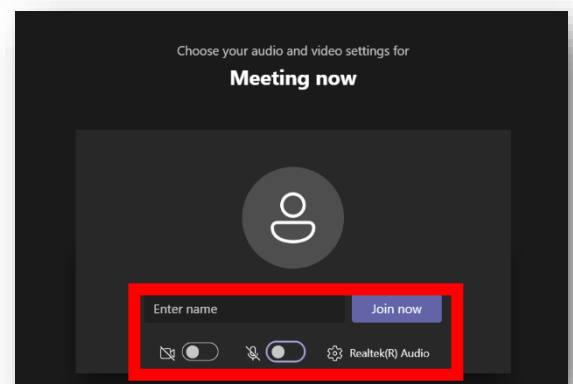 Choose your audio and video settings for
Meeting now
Enter name
Join now
Realtek(R) Audio